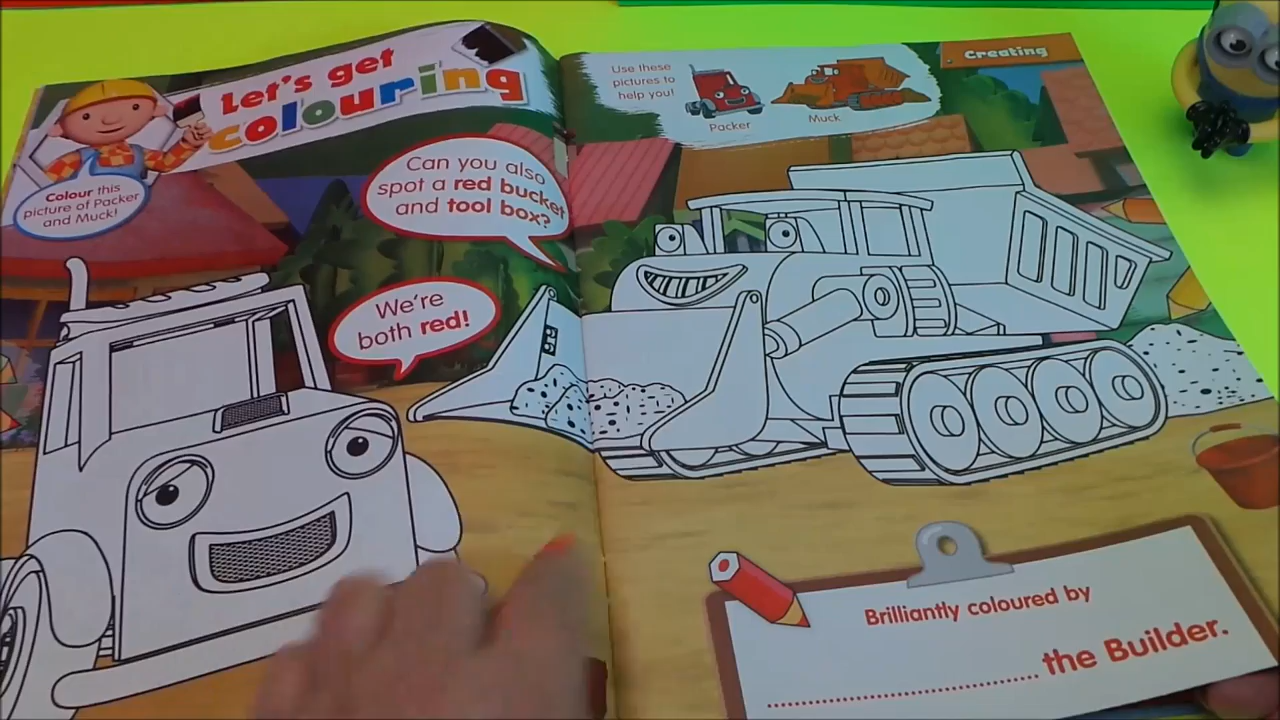 Let's get
colouring
Colour this
picture of Packer
and Muck!
Can you also
spot a red bucket
and tool box?
We're
both red!
Use these
pictures to
help you!
Packer
Muck
Creating
Brilliantly coloured by
the Builder.